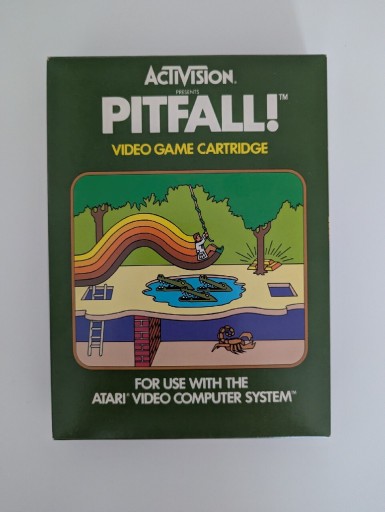 ACTIVISION.
PRESENTS
PITFALL!™
VIDEO GAME CARTRIDGE
FOR USE WITH THE
ATARI® VIDEO COMPUTER SYSTEM™